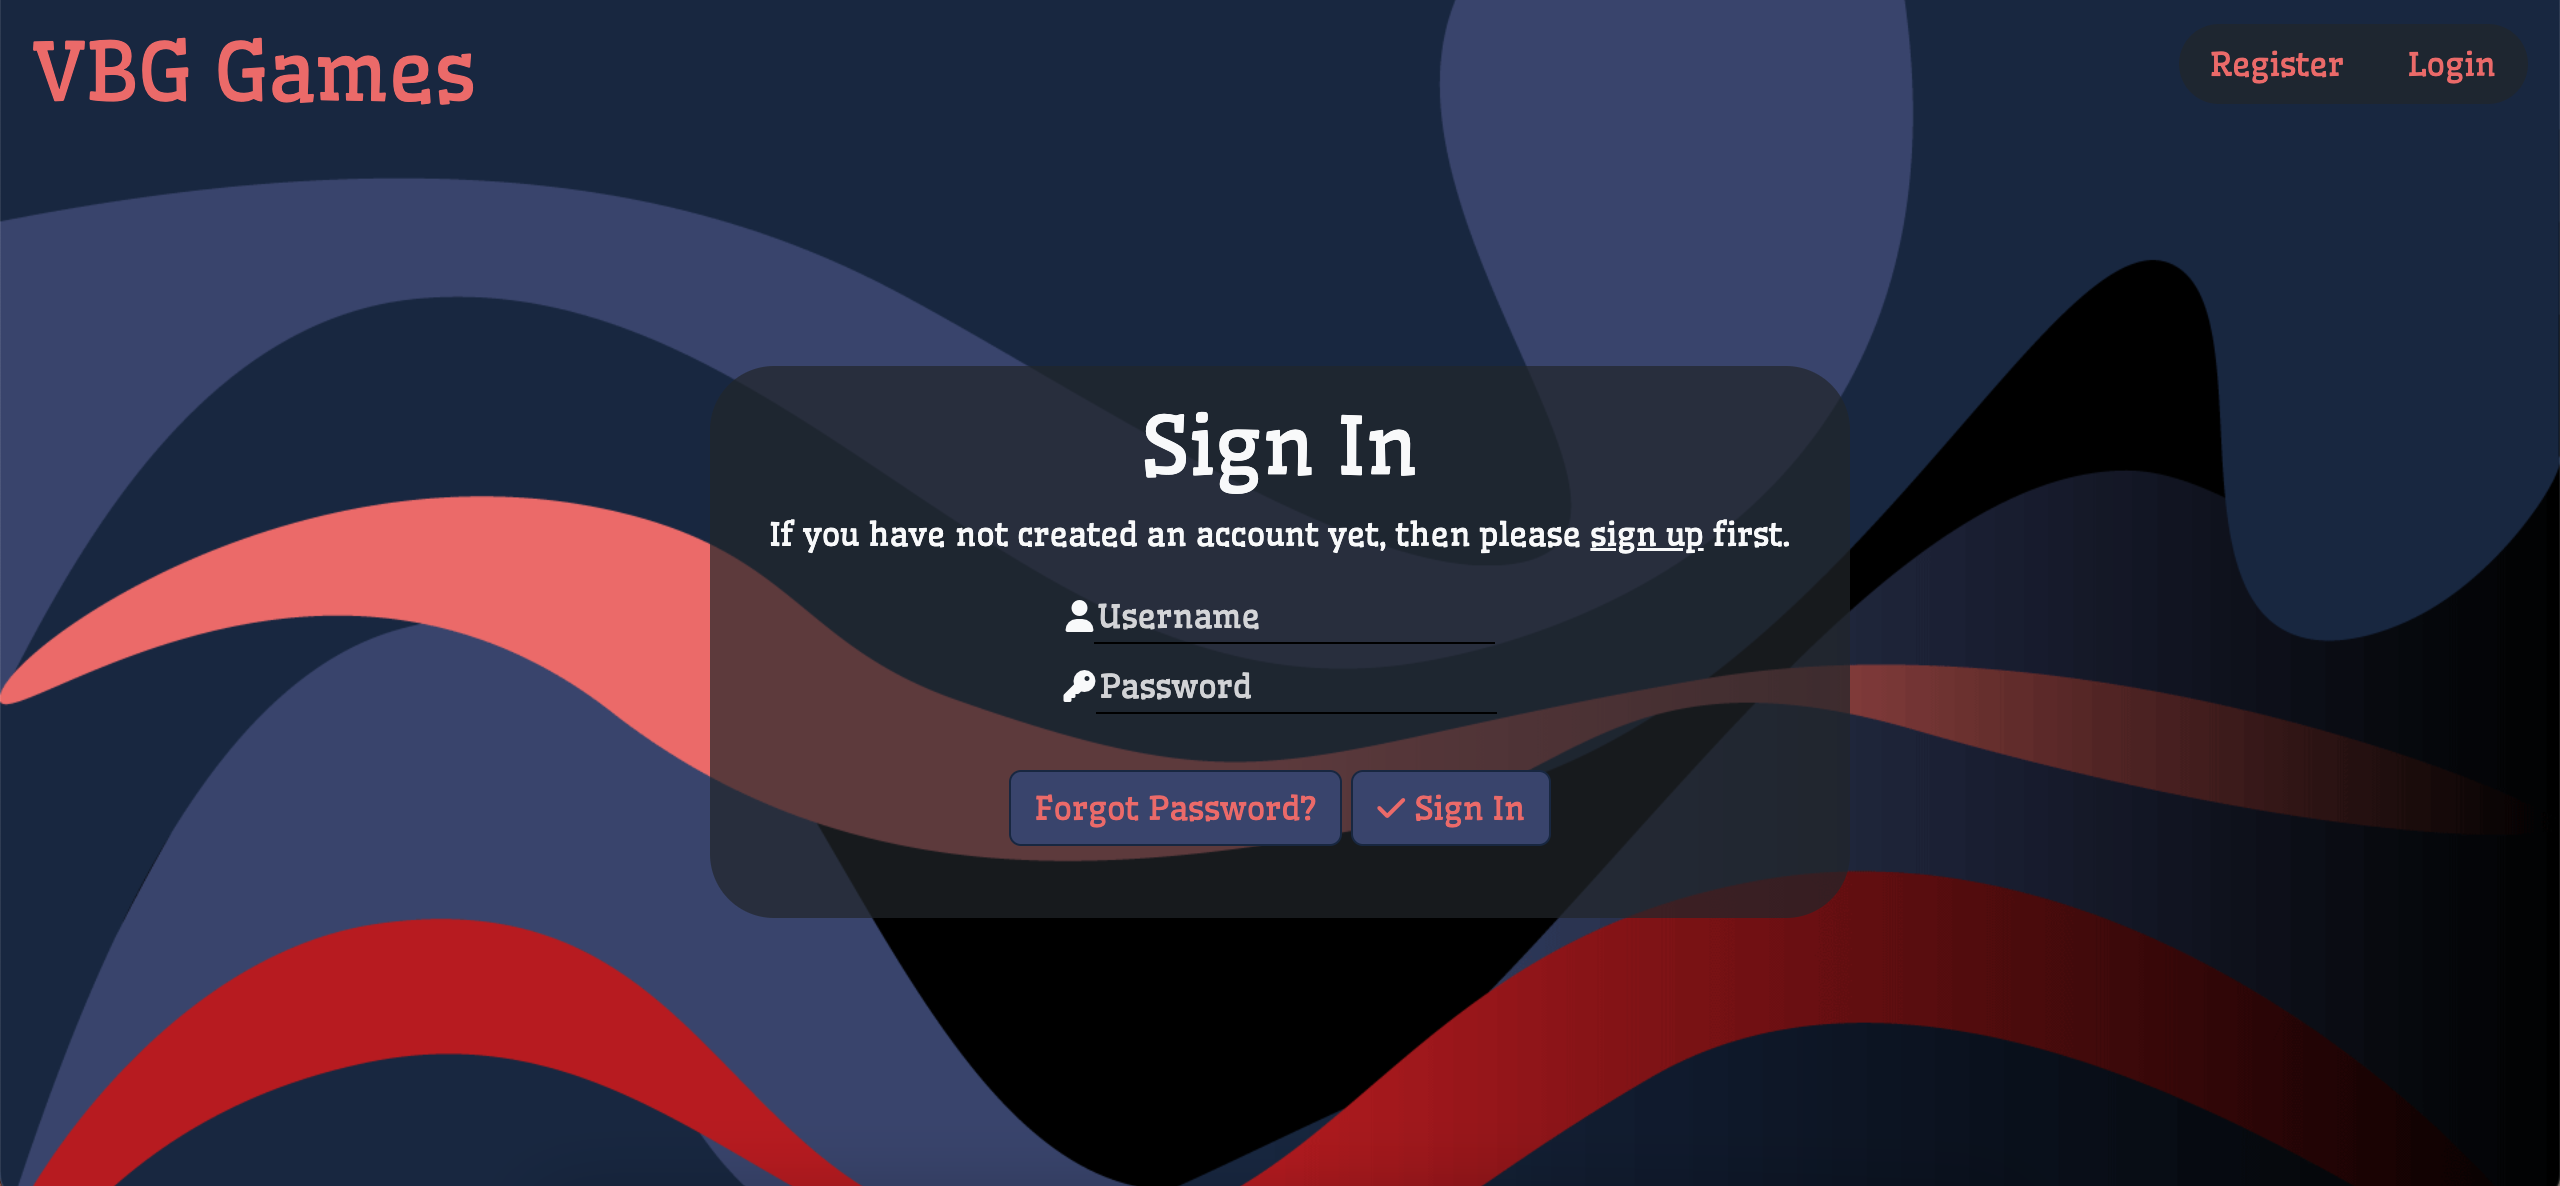 VBG Games
Register Login
Sign In
If you have not created an account yet, then please sign up first.
Username
Password
Forgot Password? Sign In